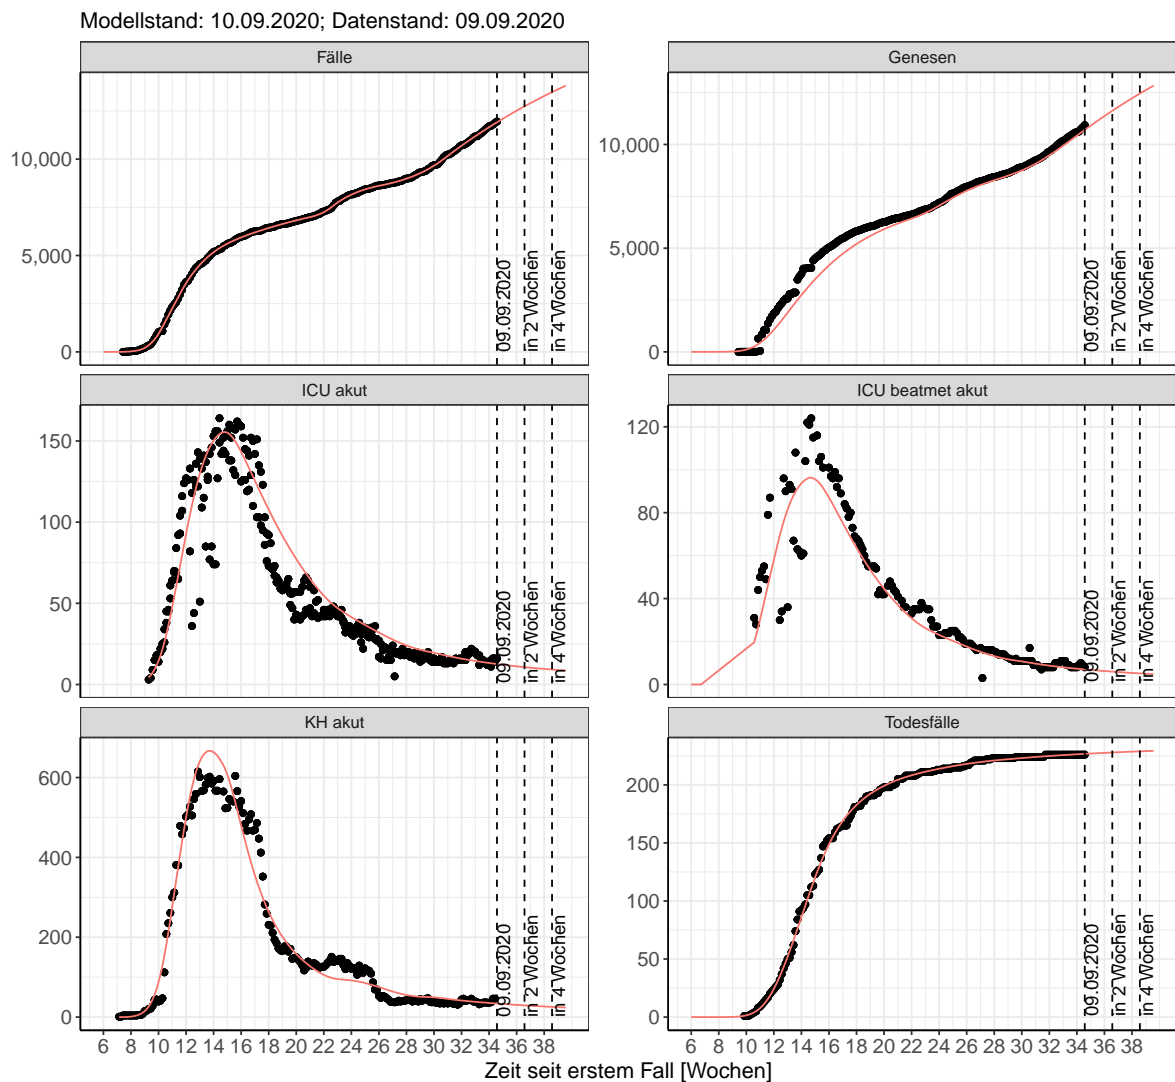 Modellstand: 10.09.2020; Datenstand: 09.09.2020
Fälle
Genesen
10,000
5,000
0
09.09.2020
in 2 Wochen
in 4 Wochen
10,000
5,000
0
09.09.2020
in 2 Wochen
in 4 Wochen
ICU akut
ICU beatmet akut
150
100
50
0
09.09.2020
in 2 Wochen
in 4 Wochen
120
80
40
0
09.09.2020
in 2 Wochen
in 4 Wochen
KH akut
Todesfälle
600
400
200
0
09.09.2020
in 2 Wochen
in 4 Wochen
200
150
100
50
0
09.09.2020
in 2 Wochen
in 4 Wochen
6 8 10 12 14 16 18 20 22 24 26 28 30 32 34 36 38
6 8 10 12 14 16 18 20 22 24 26 28 30 32 34 36 38
Zeit seit erstem Fall [Wochen]